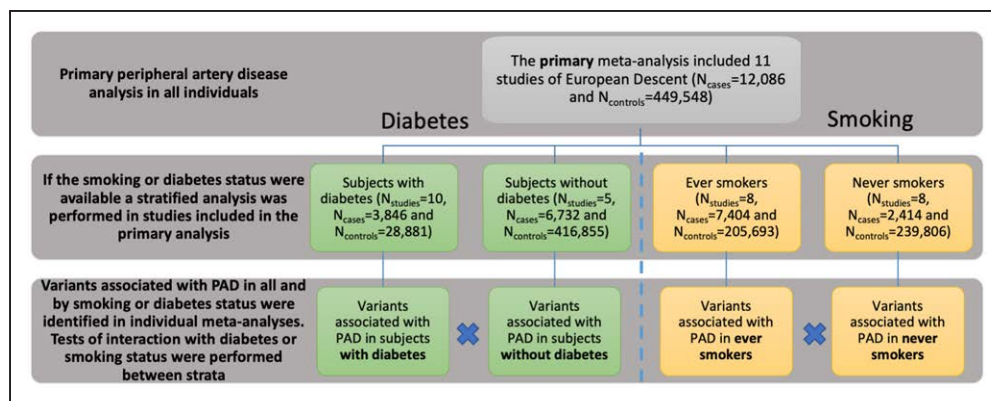 Primary peripheral artery disease
analysis in all individuals
The primary meta-analysis included 11
studies of European Descent (Ncases=12,086
and Ncontrols=449,548)
Diabetes
Smoking
If the smoking or diabetes status were
available a stratified analysis was
performed in studies included in the
primary analysis
Subjects with
diabetes (Nstudies=10,
Ncases=3,846 and
Ncontrols=28,881)
Subjects without
diabetes (Nstudies=5,
Ncases=6,732 and
Ncontrols=416,855)
Ever smokers
(Nstudies=8,
Ncases=7,404 and
Ncontrols=205,693)
Never smokers
(Nstudies=8,
Ncases=2,414 and
Ncontrols=239,806)
Variants associated with PAD in all and
by smoking or diabetes status were
identified in individual meta-analyses.
Tests of interaction with diabetes or
smoking status were performed
between strata
Variants
associated with
PAD in subjects
with diabetes
Variants
associated with
PAD in subjects
without diabetes
Variants
associated with
PAD in ever
smokers
Variants
associated with
PAD in never
smokers